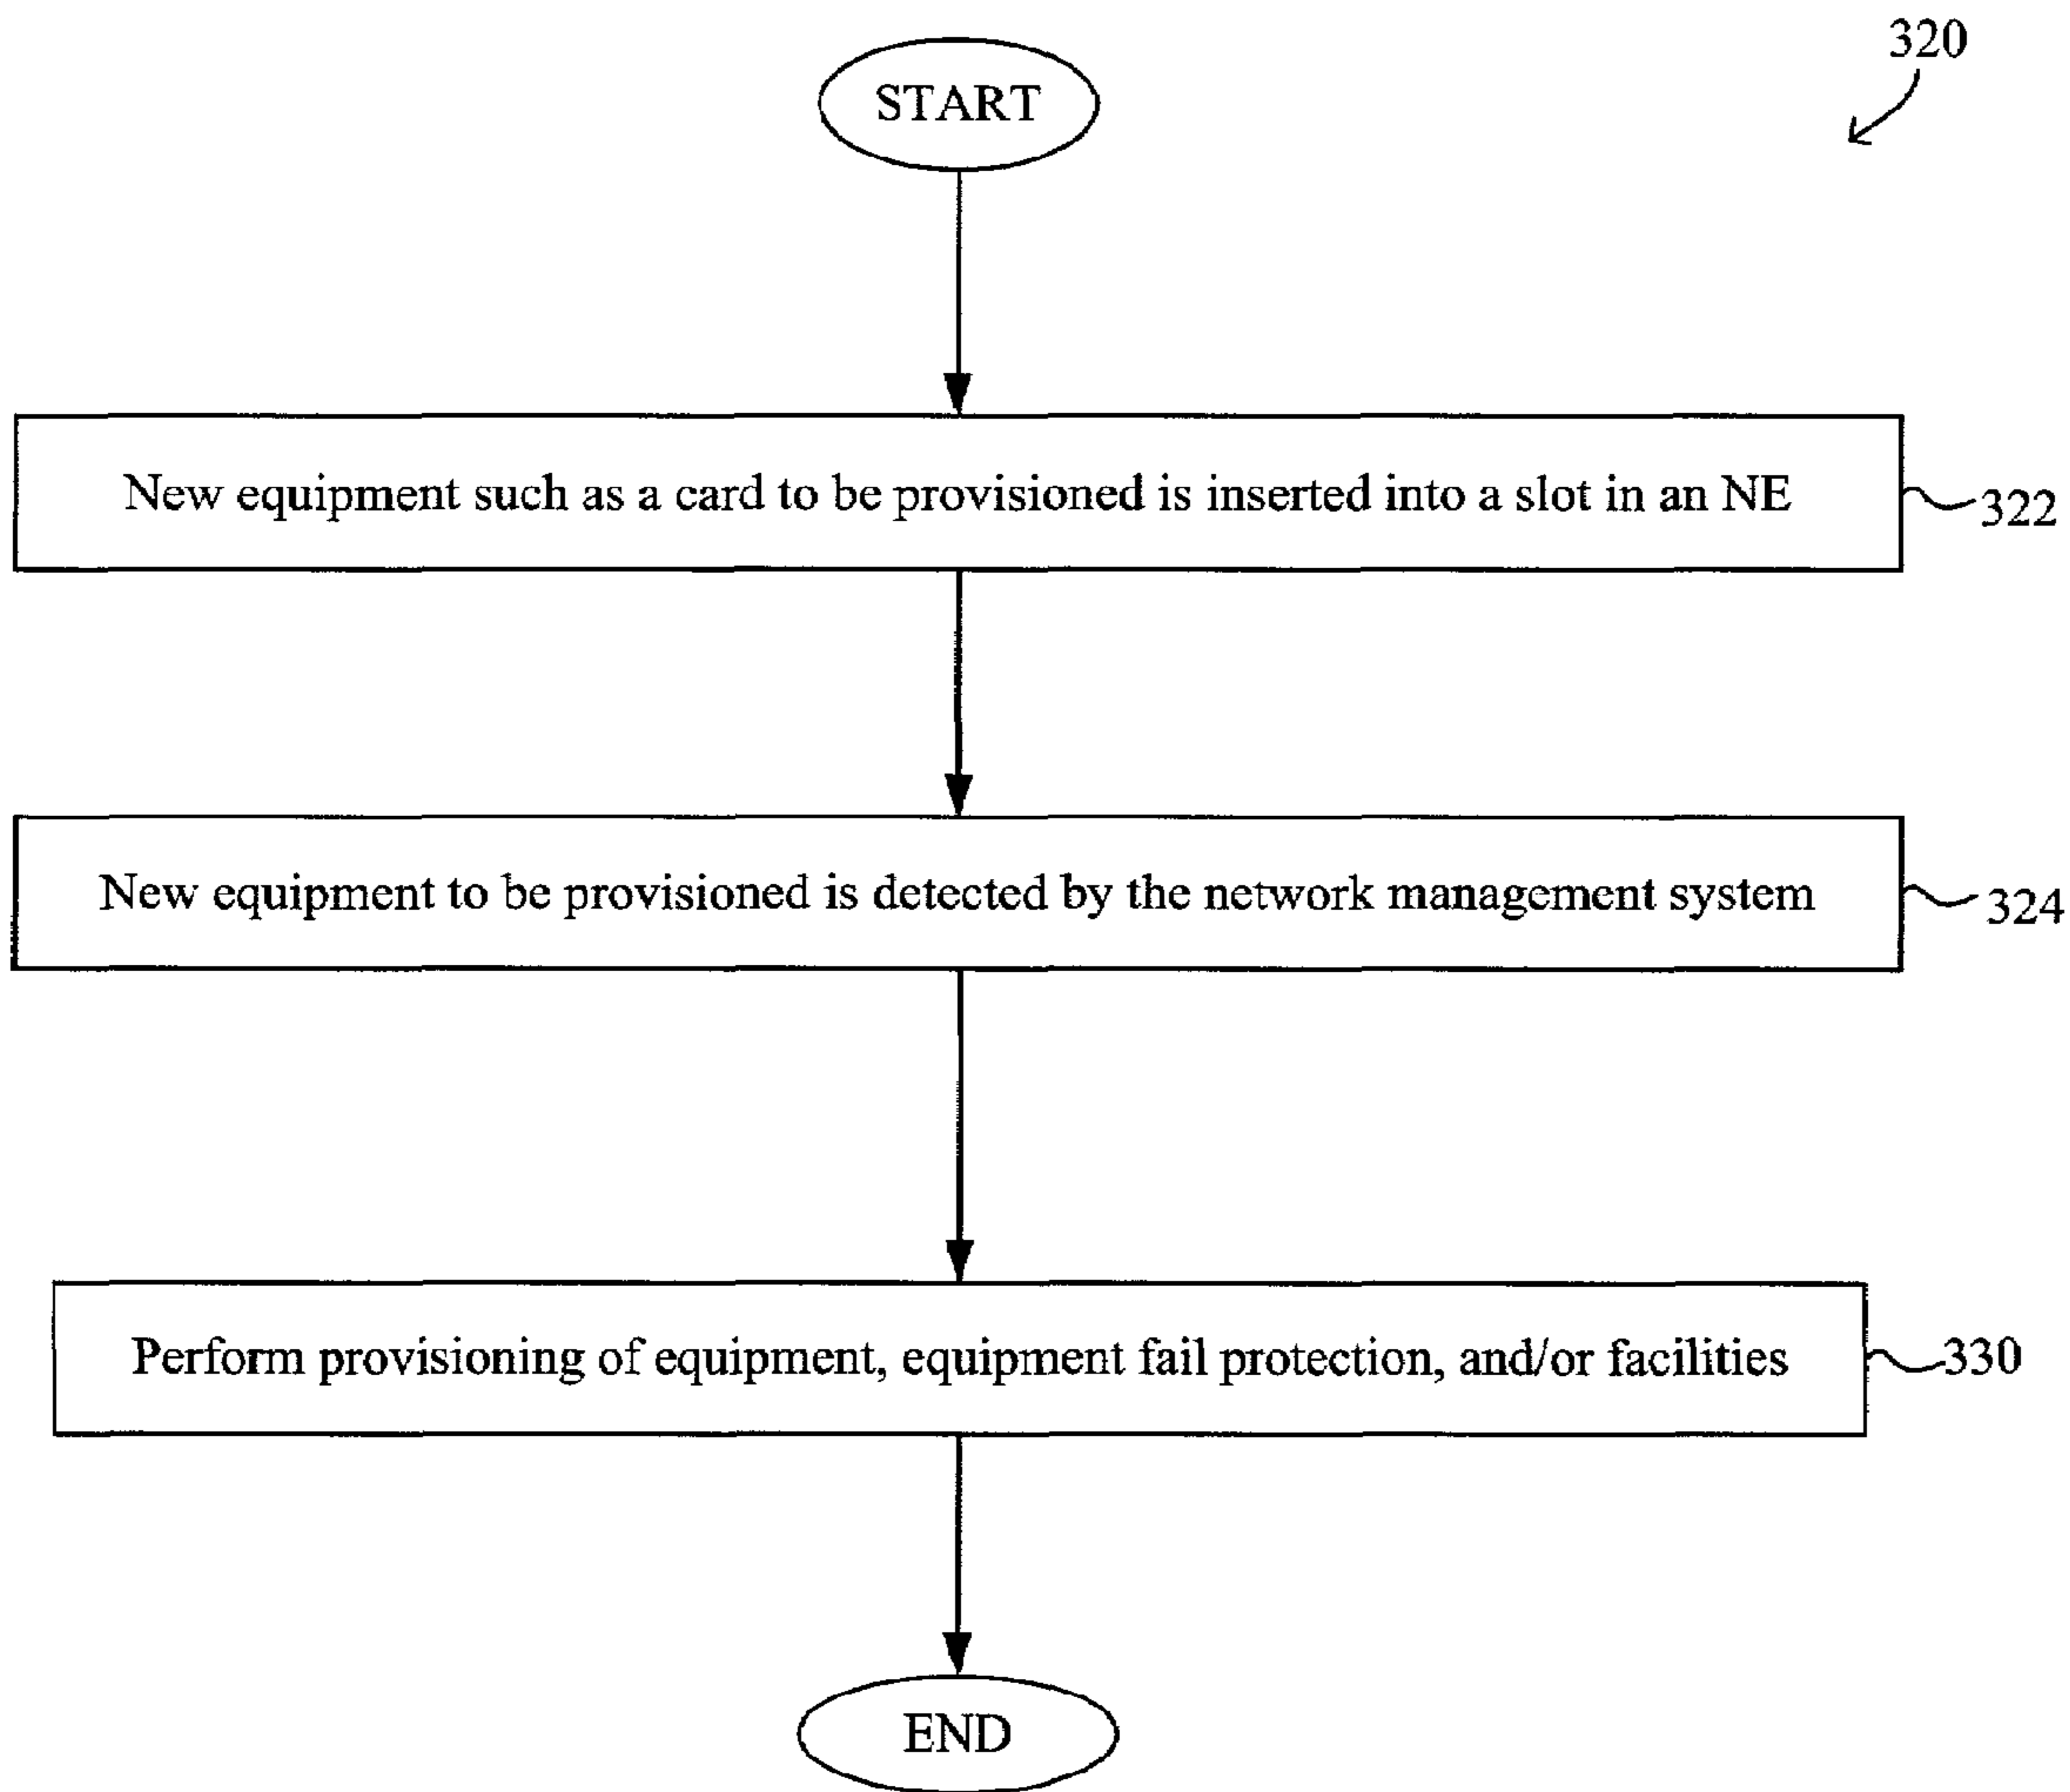 320
START
New equipment such as a card to be provisioned is inserted into a slot in an NE
322
New equipment to be provisioned is detected by the network management system
324
Perform provisioning of equipment, equipment fail protection, and/or facilities
330
END